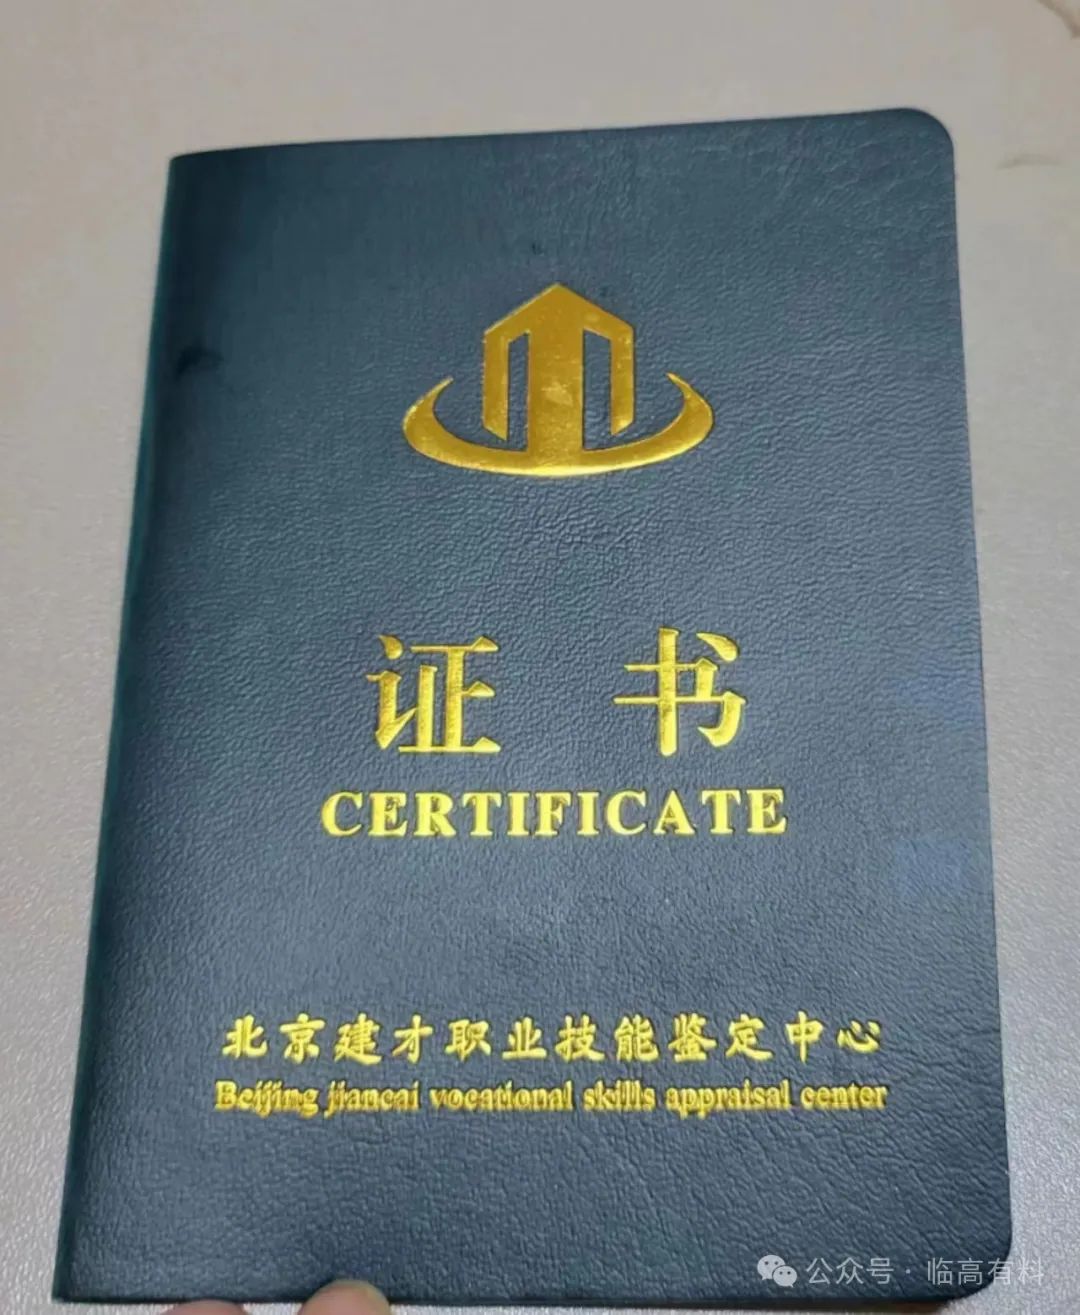 证书
CERTIFICATE
北京建才职业技能鉴定中心
Beijing jiancai vocational skills appraisal center
公众号 · 临高有料